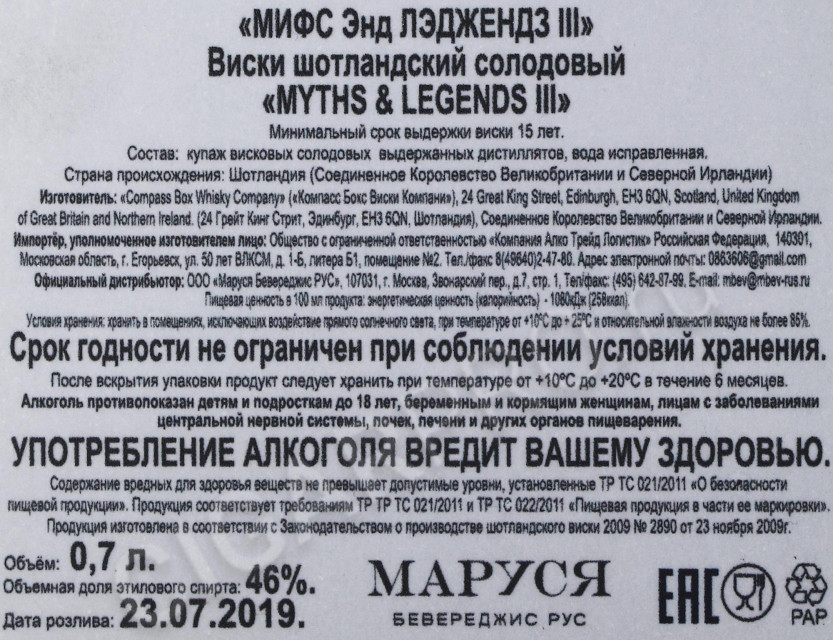 «МИФС Энд ЛЭДЖЕНДЗ III»
Виски шотландский солодовый
«MYTHS & LEGENDS III»
Минимальный срок выдержки виски 15 лет.
Состав: купаж висковых солодовых выдержанных дистиллятов, вода исправленная.
Страна происхождения: Шотландия (Соединенное Королевство Великобритании и Северной Ирландии)
Изготовитель: «Compass Box Whisky Company» («Компасс Бокс Виски Компани»), 24 Great King Street, Edinburgh, EH3 6QN, Scotland, United Kingdom
of Great Britain and Northern Ireland. (24 Грейт Кинг Стрит, Эдинбург, EH3 6QN, Шотландия), Соединенное Королевство Великобритании и Северной Ирландии.
Импортёр, уполномоченное изготовителем лицо: Общество с ограниченной ответственностью «Компания Алко Трейд Логистик» Российская Федерация, 140301,
Московская область, г. Егорьевск, ул. 50 лет ВЛКСМ, д. 1-Б, литера Б1, помещение №2. Тел./факс 8(49640)2-47-80. Адрес электронной почты: 0863606@gmail.com
Официальный дистрибьютор: ООО «Маруся Бевереджис РУС», 107031, г. Москва, Звонарский пер., д.7, стр. 1, Тел/факс: (495) 642-87-99. E-mail: mbev@mbev-rus.ru
Пищевая ценность в 100 мл продукта: энергетическая ценность (калорийность) - 1080кДж (258ккал).
Условия хранения: хранить в помещениях, исключающих воздействие прямого солнечного света, при температуре от +10°С до + 25°С и относительной влажности воздуха не более 85%.
Срок годности не ограничен при соблюдении условий хранения.
После вскрытия упаковки продукт следует хранить при температуре от +10°С до +20°С в течение 6 месяцев.
Алкоголь противопоказан детям и подросткам до 18 лет, беременным и кормящим женщинам, лицам с заболеваниями
центральной нервной системы, почек, печени и других органов пищеварения.
УПОТРЕБЛЕНИЕ АЛКОГОЛЯ ВРЕДИТ ВАШЕМУ ЗДОРОВЬЮ.
Содержание вредных для здоровья веществ не превышает допустимые уровни, установленные ТР ТС 021/2011 «О безопасности
пищевой продукции». Продукция соответствует требованиям ТР ТР ТС 021/2011 и ТР ТС 022/2011 «Пищевая продукция в части ее маркировки».
Продукция изготовлена в соответствии с Законодательством о производстве шотландского виски 2009 № 2890 от 23 ноября 2009г.
Объём: 0,7 л.
Объемная доля этилового спирта: 46%.
Дата розлива: 23.07.2019.
МАРУСЯ
БЕВЕРЕДЖИС РУС
ЕАС
PAP